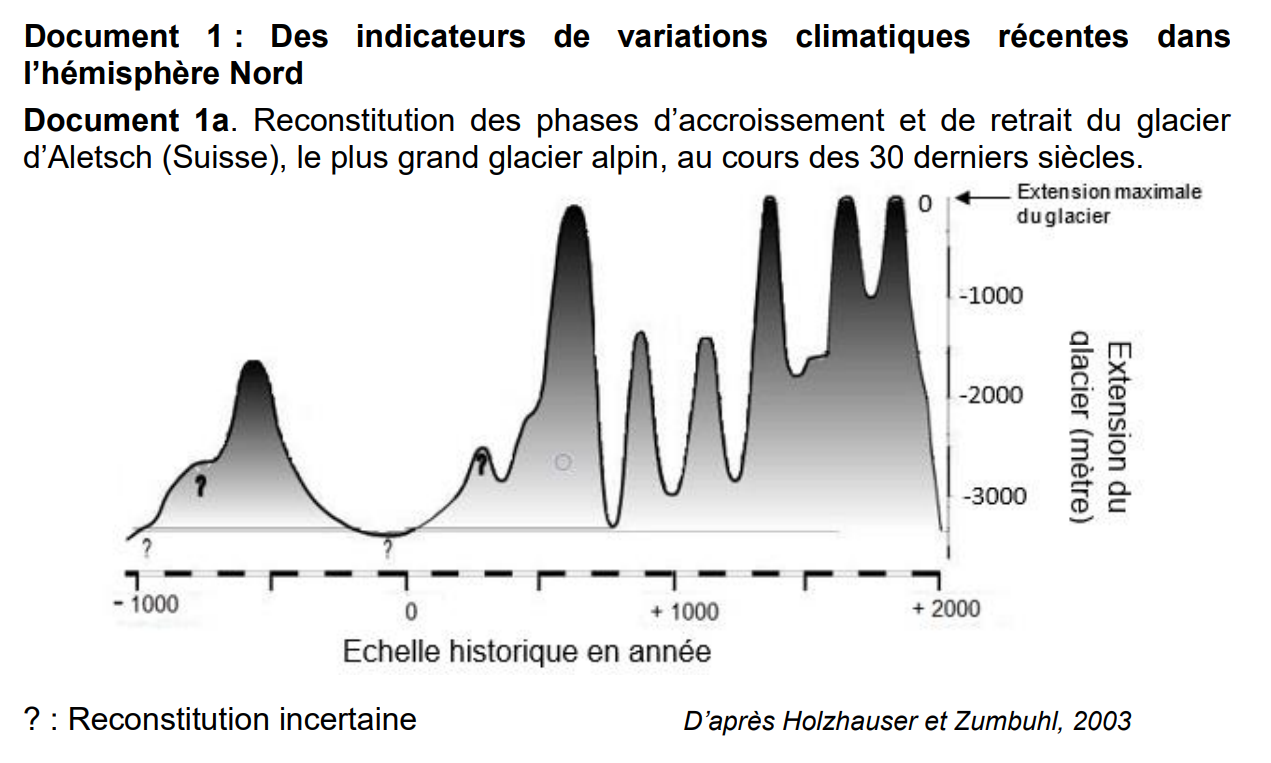 Document 1 : Des indicateurs de variations climatiques récentes dans
l’hémisphère Nord
Document 1a. Reconstitution des phases d’accroissement et de retrait du glacier
d’Aletsch (Suisse), le plus grand glacier alpin, au cours des 30 derniers siècles.
0
Extension maximale
du glacier
-1000
-2000
-3000
Extension du
glacier (mètre)
?
?
?
?
- 1000
0
+ 1000
+ 2000
Echelle historique en année
? : Reconstitution incertaine
D’après Holzhauser et Zumbuhl, 2003